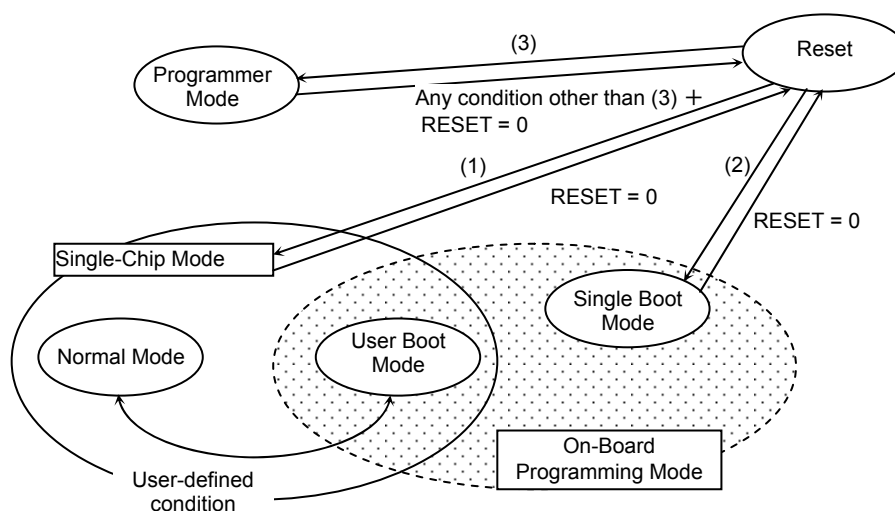 (3)
Reset
Programmer
Mode
Any condition other than (3) +
RESET = 0
(1)
(2)
RESET = 0
RESET = 0
Single-Chip Mode
Single Boot
Mode
Normal Mode
User Boot
Mode
On-Board
Programming Mode
User-defined
condition